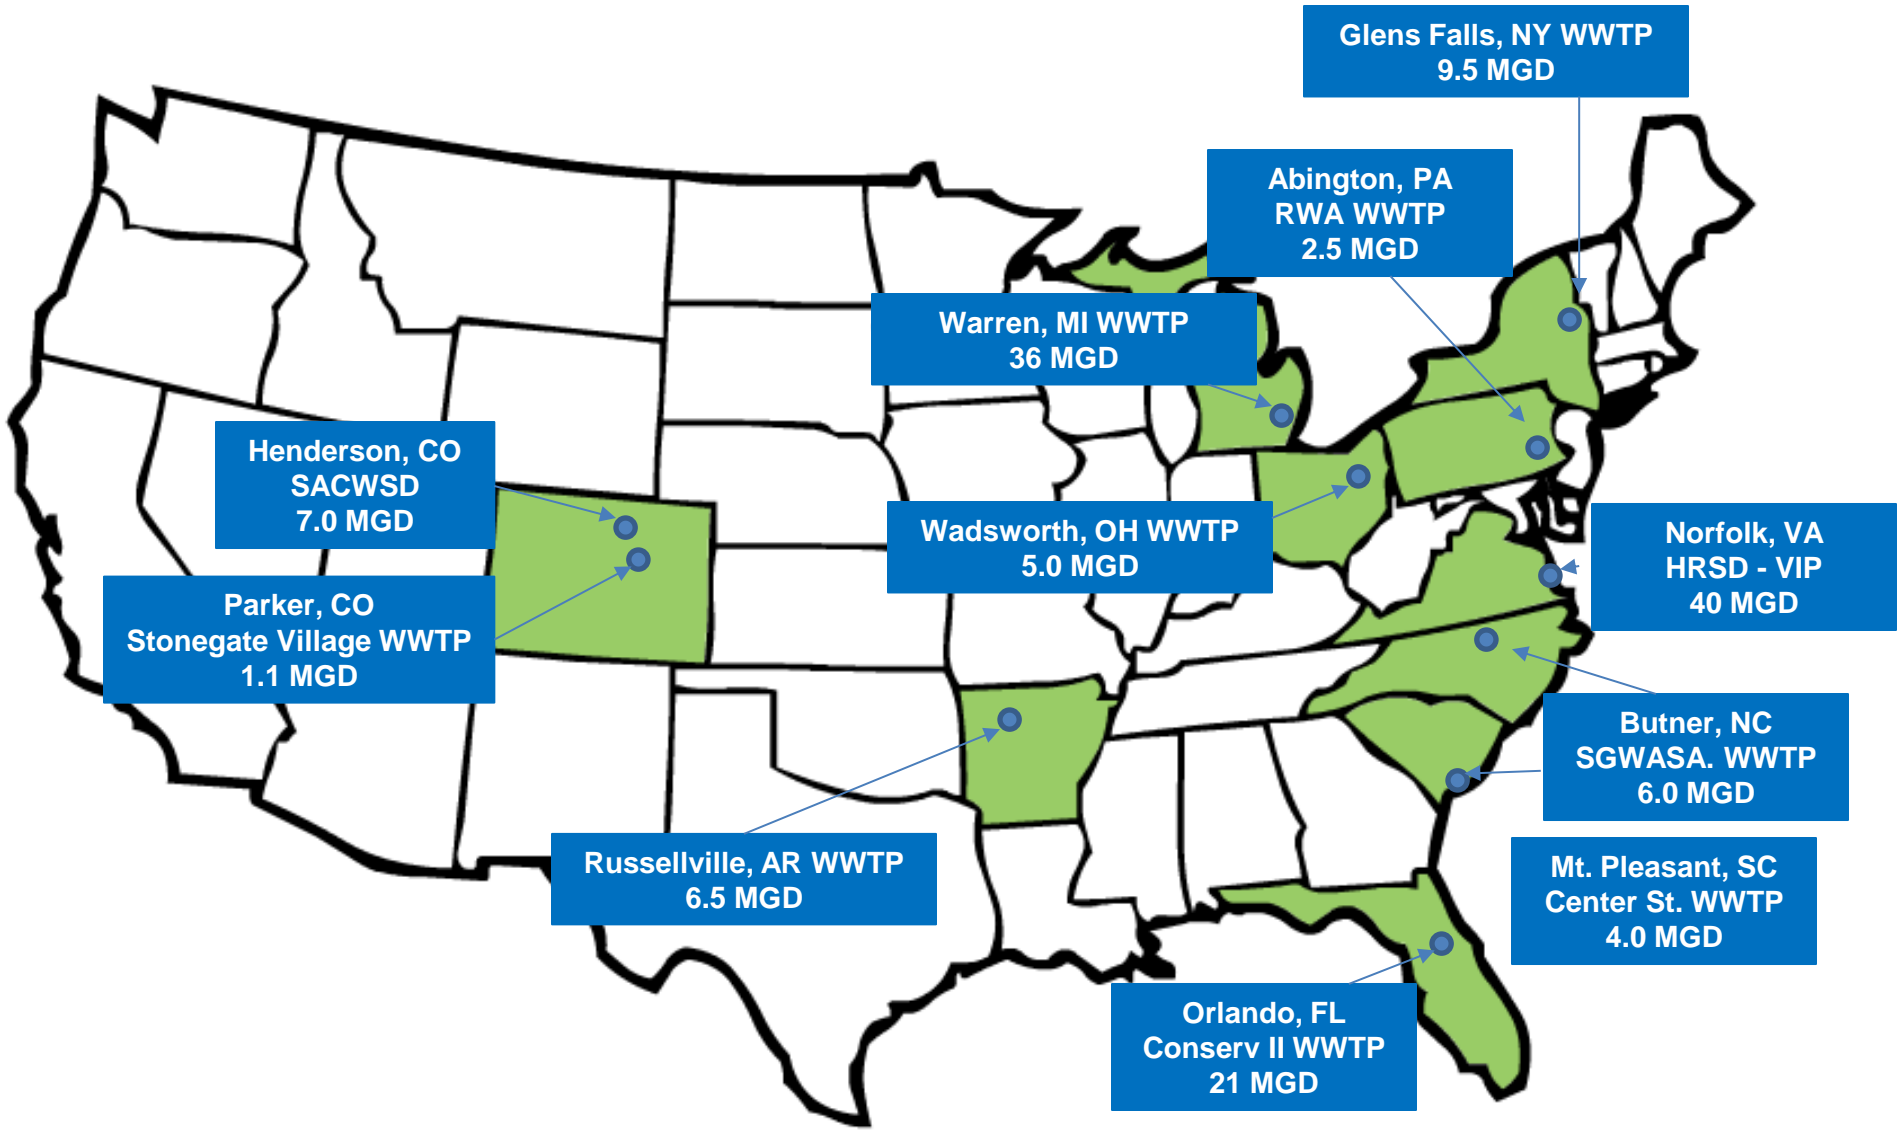 Glens Falls, NY WWTP
9.5 MGD
Abington, PA
RWA WWTP
2.5 MGD
Warren, MI WWTP
36 MGD
Henderson, CO
SACWSD
7.0 MGD
Wadsworth, OH WWTP
5.0 MGD
Norfolk, VA
HRSD - VIP
40 MGD
Parker, CO
Stonegate Village WWTP
1.1 MGD
Butner, NC
SGWASA. WWTP
6.0 MGD
Russellville, AR WWTP
6.5 MGD
Mt. Pleasant, SC
Center St. WWTP
4.0 MGD
Orlando, FL
Conserv II WWTP
21 MGD